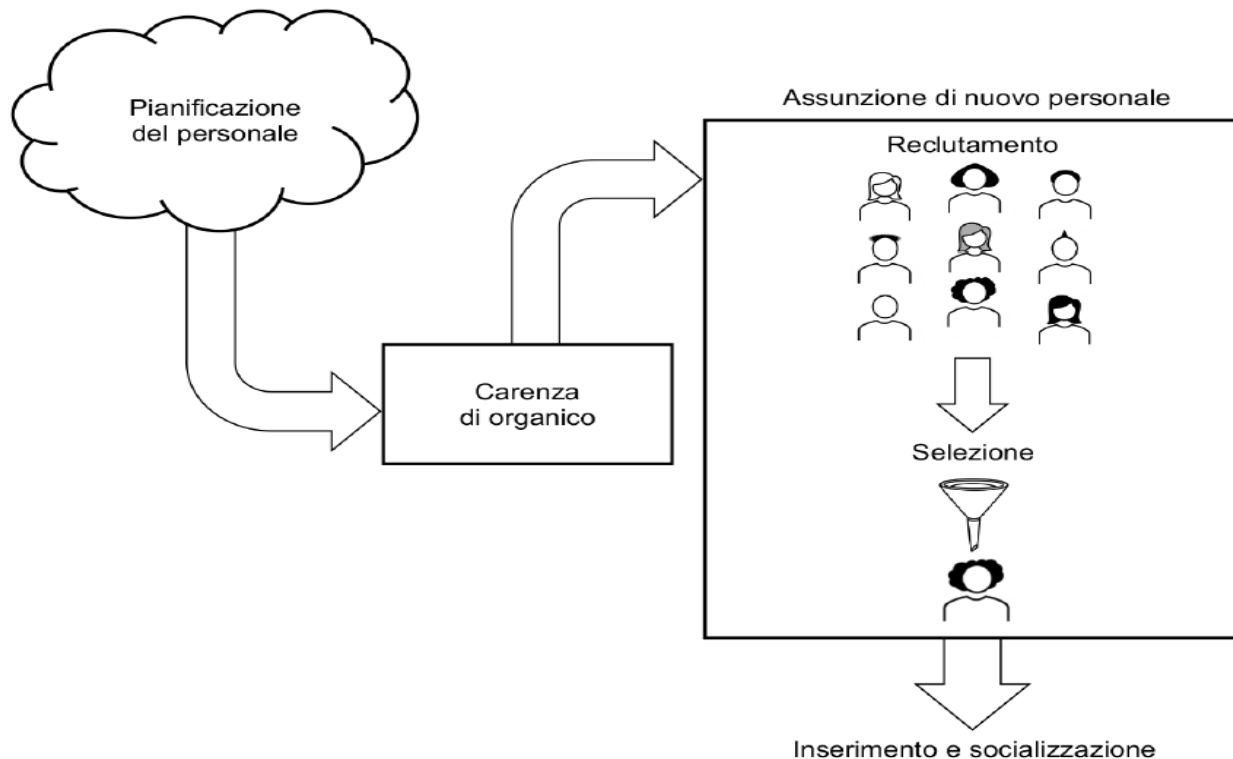 Pianificazione
del personale
Carenza
di organico
Assunzione di nuovo personale
Reclutamento
Selezione
Inserimento e socializzazione